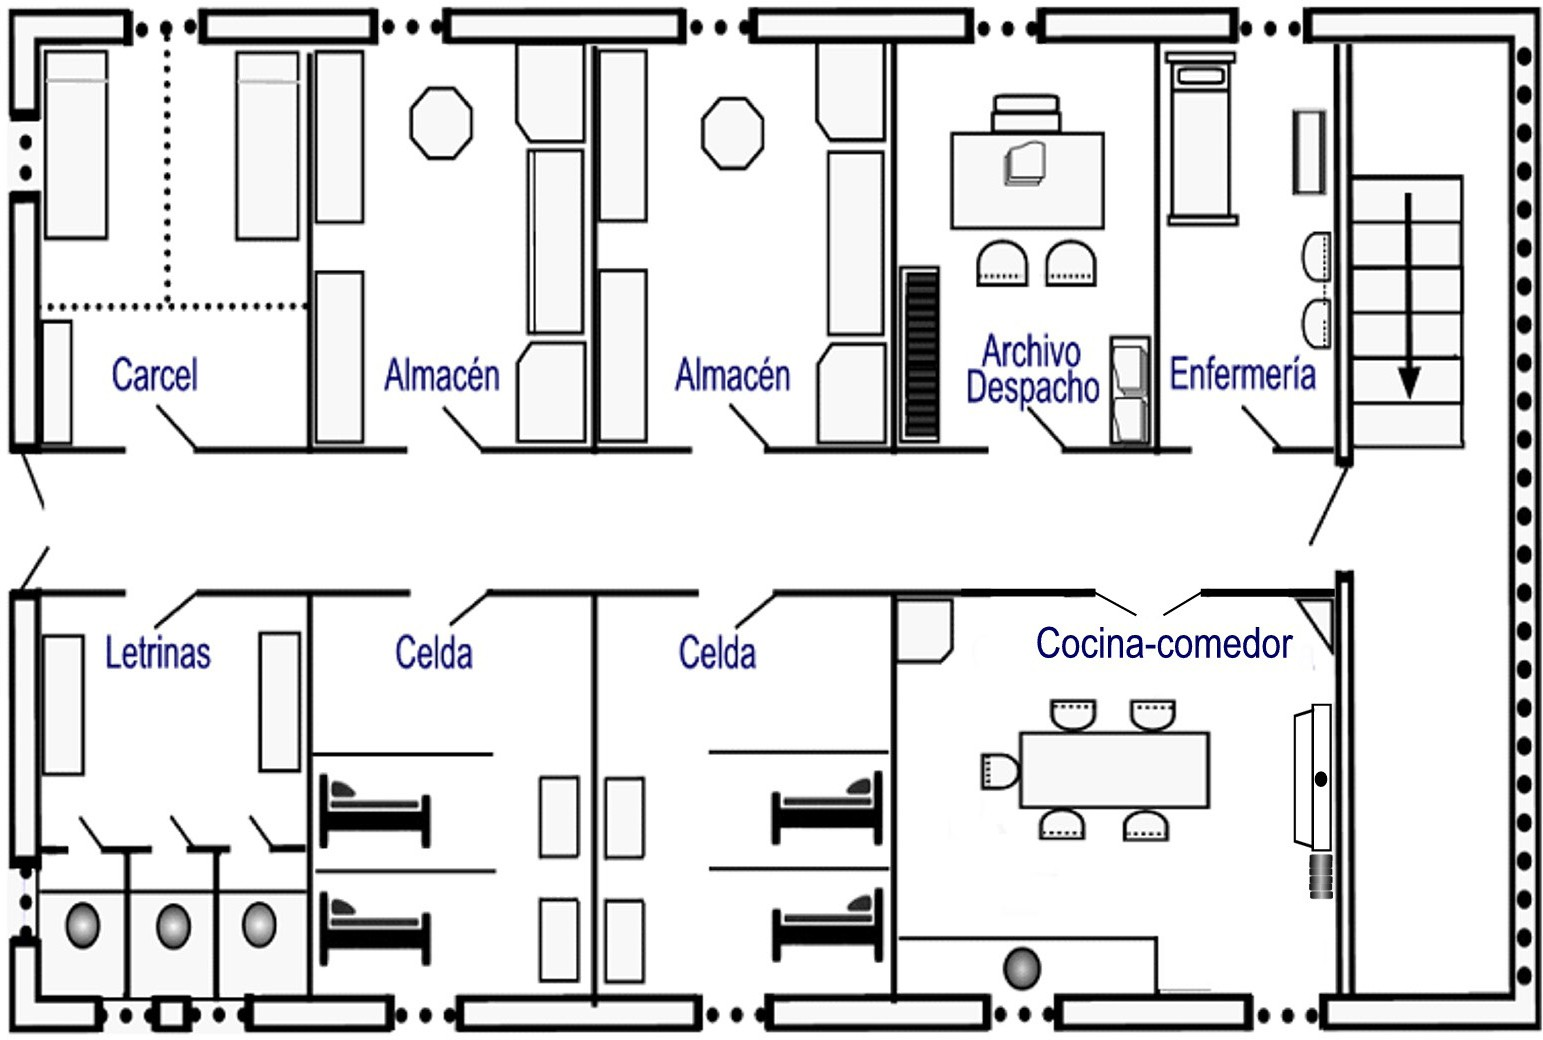 Carcel
Almacén
Almacén
Archivo
Despacho
Enfermería
Letrinas
Celda
Celda
Cocina-comedor